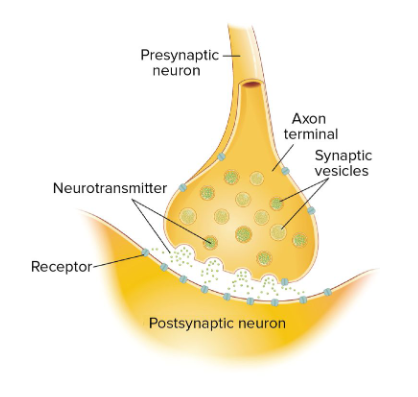 Presynaptic
neuron
Axon
terminal
Synaptic
vesicles
Neurotransmitter
Receptor
Postsynaptic neuron